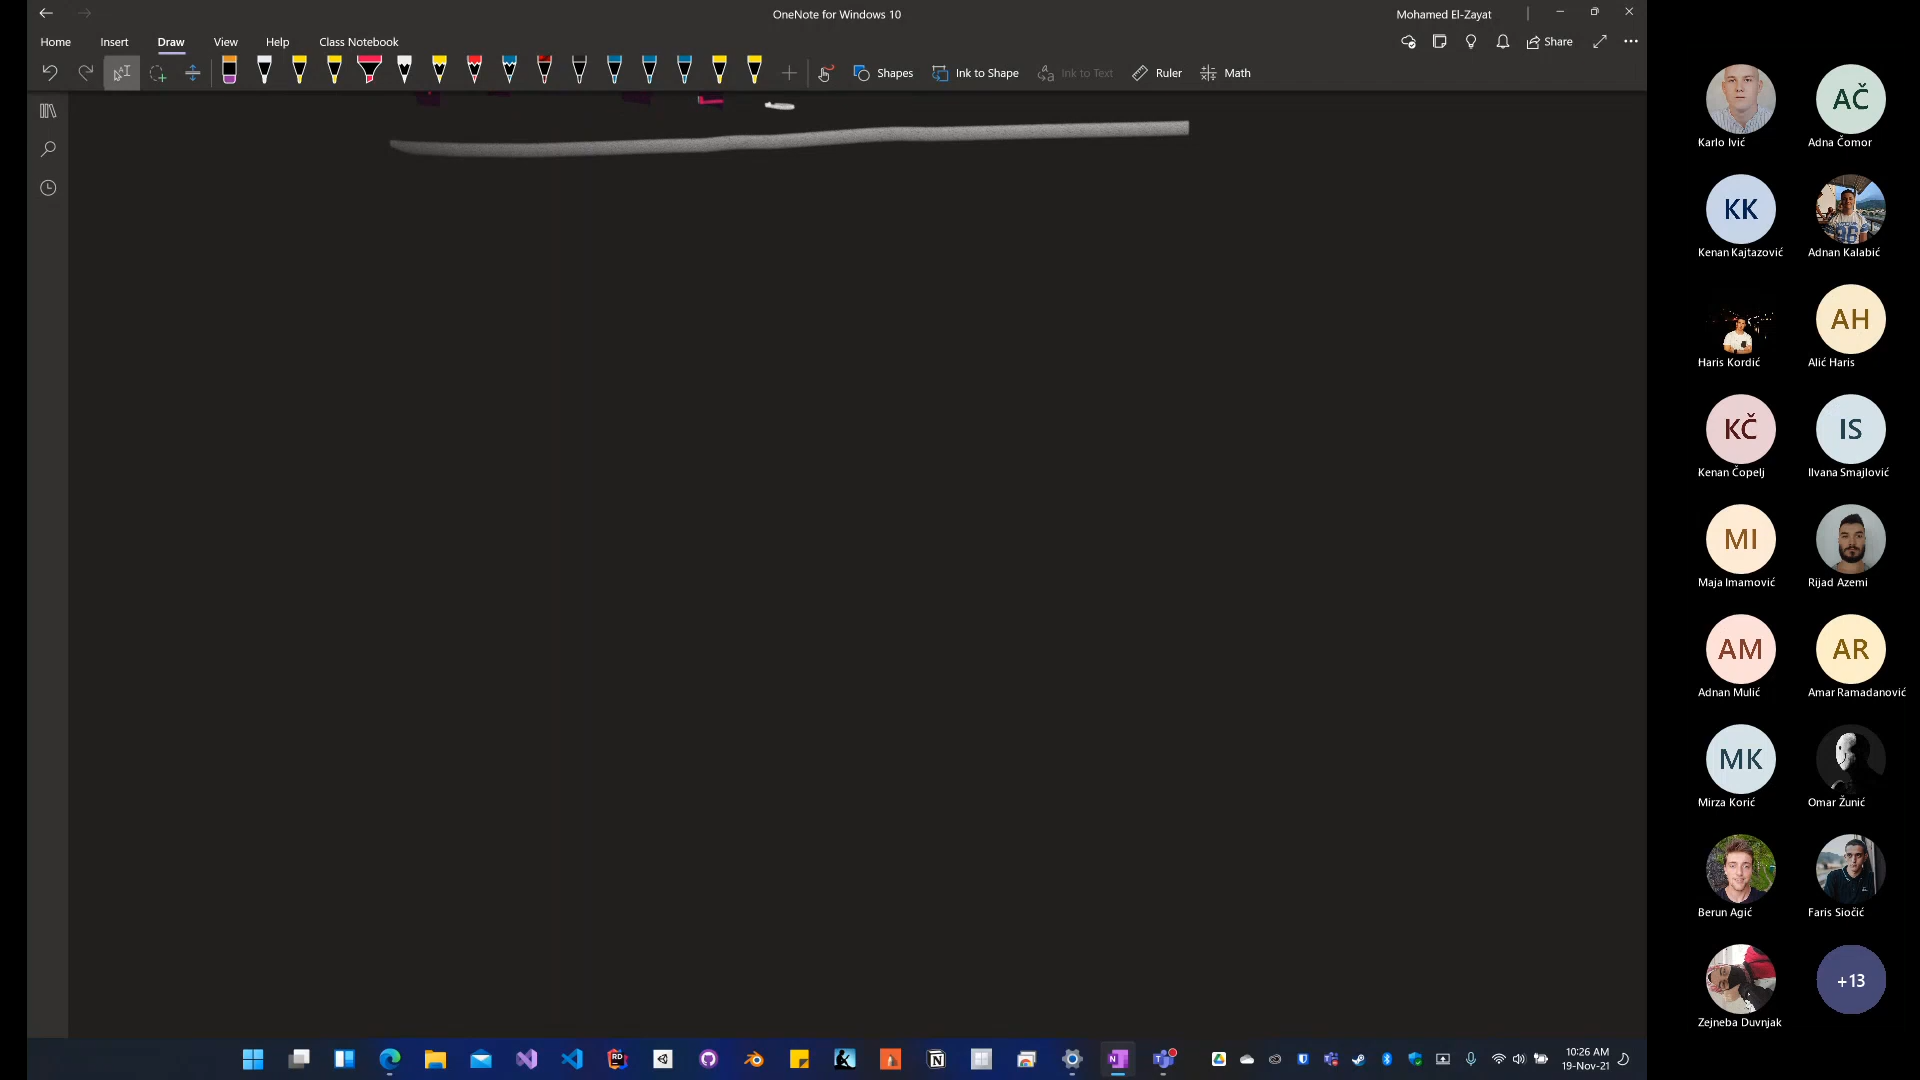 OneNote for Windows 10
Mohamed El-Zayat
Home
Insert
Draw
View
Help
Class Notebook
Share
Shapes
Ink to Shape
Ink to Text
Ruler
Math
Karlo Ivić
AČ
Adna Čomor
KK
Kenan Kajtazović
Adnan Kalabić
Haris Kordić
AH
Alić Haris
KČ
Kenan Čopelj
IS
Ilvana Smajlović
MI
Maja Imamović
Rijad Azemi
AM
Adnan Mulić
AR
Amar Ramadanović
MK
Mirza Korić
Omar Žunić
Berun Agić
Faris Siočić
Zejneba Duvnjak
+13
10:26 AM
19-Nov-21